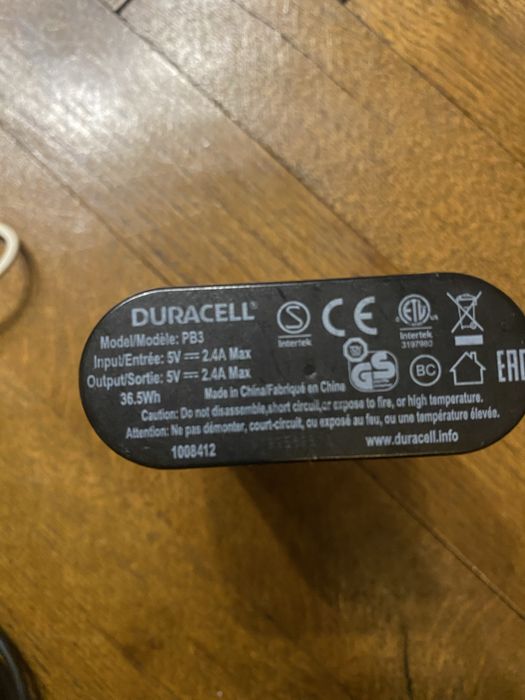 DURACELL®
Model/Modèle: PB3
Input/Entrée: 5V ⎓ 2.4A Max
Output/Sortie: 5V ⎓ 2.4A Max
36.5Wh
Made in China/Fabriqué en China
S
Intertek
CE
ETL us
Intertek
3197980
GS
BC
EAC
Caution: Do not disassemble,short circuit,or expose to fire, or high temperature.
Attention: Ne pas démonter, court-circuit, ou exposé au feu, ou une température élevée.
1008412
www.duracell.info